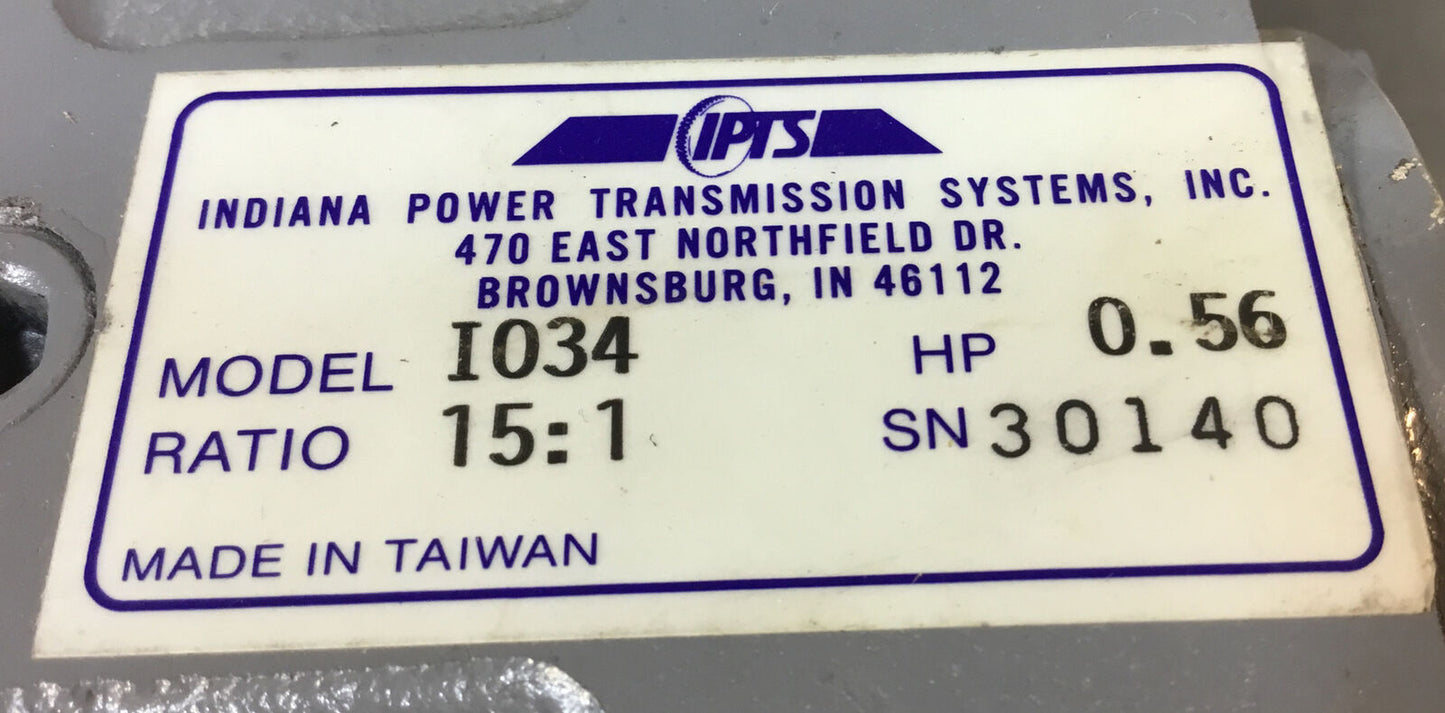 IPTS
INDIANA POWER TRANSMISSION SYSTEMS, INC.
470 EAST NORTHFIELD DR.
BROWNSBURG, IN 46112
MODEL I034 HP 0.56
RATIO 15:1 SN 30140
MADE IN TAIWAN